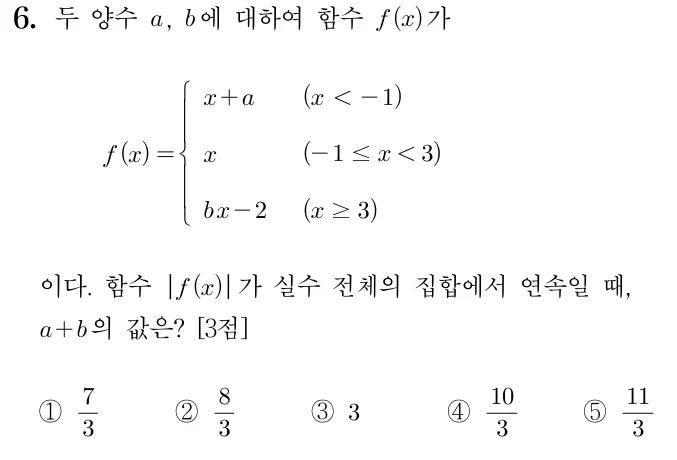 6. 두 양수 a, b에 대하여 함수 f(x)가
f(x) = { x+a (x < -1)
x (-1 ≤ x < 3)
bx-2 (x ≥ 3)
이다. 함수 |f(x)|가 실수 전체의 집합에서 연속일 때,
a+b의 값은? [3점]
① 7/3 ② 8/3 ③ 3 ④ 10/3 ⑤ 11/3